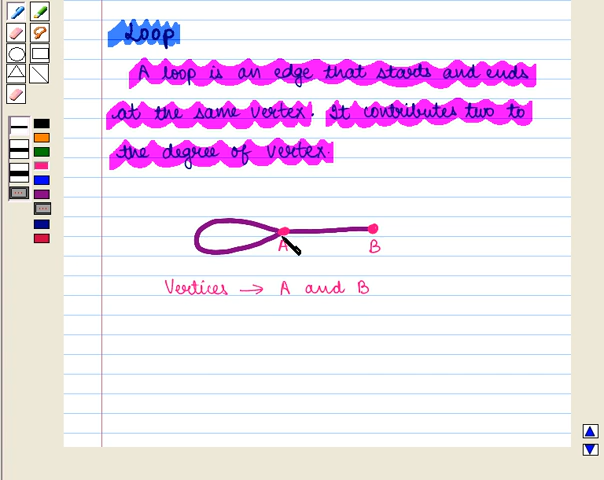 Loop
A loop is an edge that starts and ends
at the same vertex. It contributes two to
the degree of vertex.
A B
Vertices → A and B